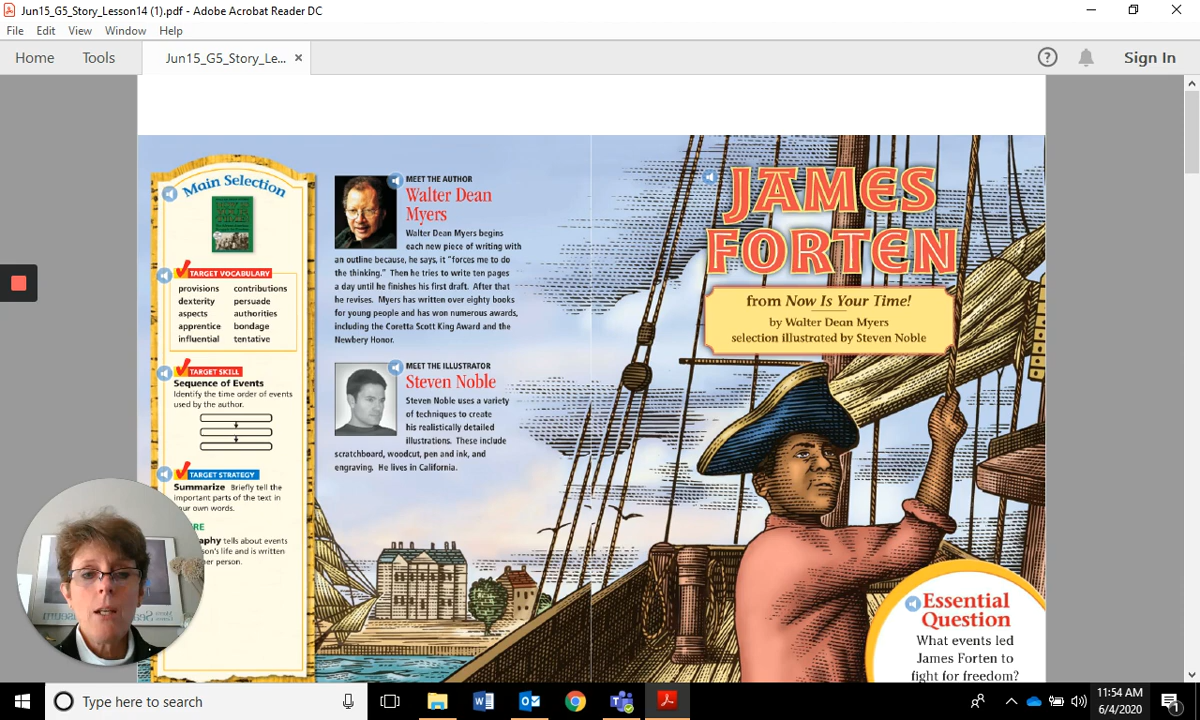 Jun15_G5_Story_Lesson14 (1).pdf - Adobe Acrobat Reader DC
File Edit View Window Help
Home Tools Jun15_G5_Story_Le... × Sign In
Main Selection
TARGET VOCABULARY
provisions contributions
dexterity persuade
aspects authorities
apprentice bondage
influential tentative
TARGET SKILL
Sequence of Events
Identify the time order of events
used by the author.
TARGET STRATEGY
Summarize Briefly tell the
important parts of the text in
our own words.
RE
aphy tells about events
son's life and is written
her person.
MEET THE AUTHOR
Walter Dean
Myers
Walter Dean Myers begins
each new piece of writing with
an outline because, he says, it "forces me to do
the thinking." Then he tries to write ten pages
a day until he finishes his first draft. After that
he revises. Myers has written over eighty books
for young people and has won numerous awards,
including the Coretta Scott King Award and the
Newbery Honor.
MEET THE ILLUSTRATOR
Steven Noble
Steven Noble uses a variety
of techniques to create
his realistically detailed
illustrations. These include
scratchboard, woodcut, pen and ink, and
engraving. He lives in California.
JAMES
FORTEN
from Now Is Your Time!
by Walter Dean Myers
selection illustrated by Steven Noble
Essential
Question
What events led
James Forten to
fight for freedom?
Type here to search
11:54 AM
6/4/2020
1